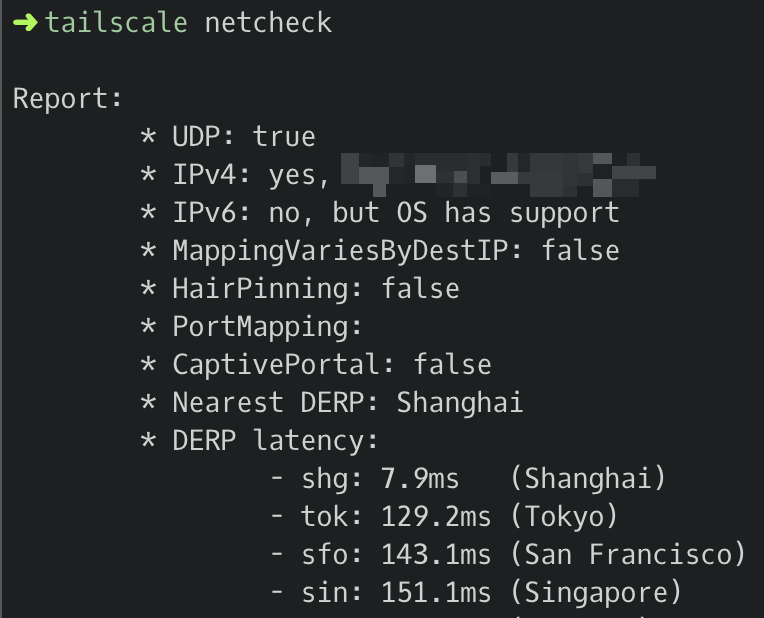 ➜ tailscale netcheck
Report:
* UDP: true
* IPv4: yes,
* IPv6: no, but OS has support
* MappingVariesByDestIP: false
* HairPinning: false
* PortMapping:
* CaptivePortal: false
* Nearest DERP: Shanghai
* DERP latency:
- shg: 7.9ms (Shanghai)
- tok: 129.2ms (Tokyo)
- sfo: 143.1ms (San Francisco)
- sin: 151.1ms (Singapore)